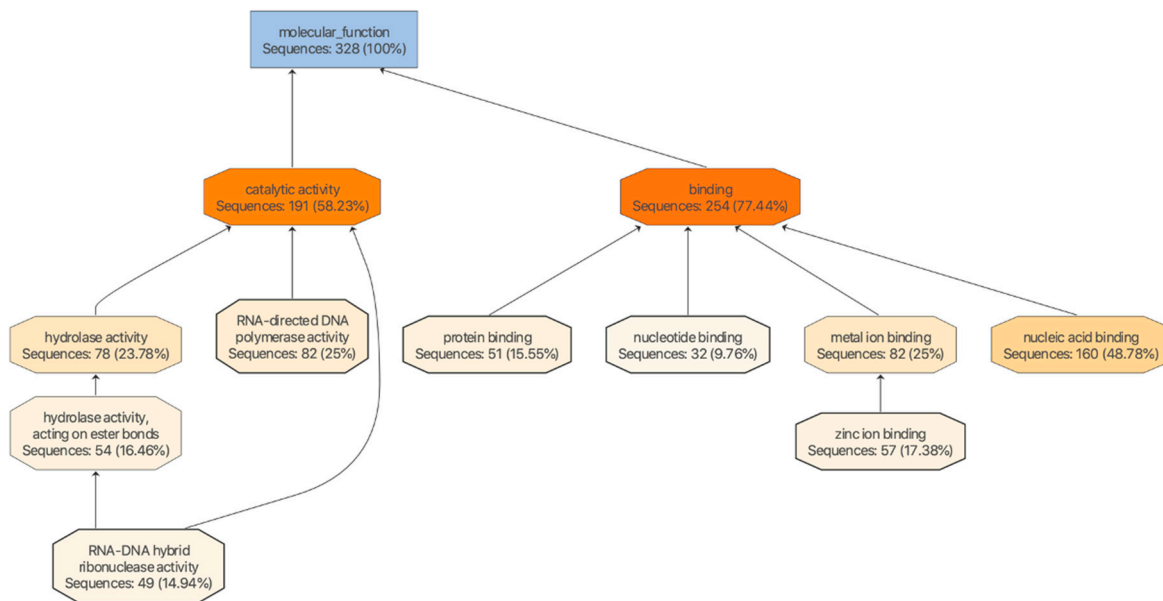 molecular_function
Sequences: 328 (100%)
catalytic activity
Sequences: 191 (58.23%)
binding
Sequences: 254 (77.44%)
hydrolase activity
Sequences: 78 (23.78%)
RNA-directed DNA
polymerase activity
Sequences: 82 (25%)
protein binding
Sequences: 51 (15.55%)
nucleotide binding
Sequences: 32 (9.76%)
metal ion binding
Sequences: 82 (25%)
nucleic acid binding
Sequences: 160 (48.78%)
hydrolase activity,
acting on ester bonds
Sequences: 54 (16.46%)
zinc ion binding
Sequences: 57 (17.38%)
RNA-DNA hybrid
ribonuclease activity
Sequences: 49 (14.94%)